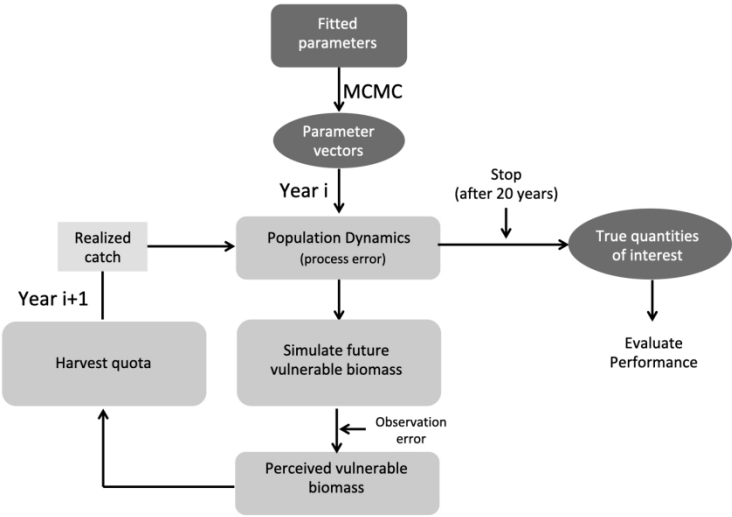 Fitted
parameters
MCMC
Parameter
vectors
Year i
Stop
(after 20 years)
Realized
catch
Population Dynamics
(process error)
True quantities
of interest
Year i+1
Harvest quota
Simulate future
vulnerable biomass
Evaluate
Performance
Observation
error
Perceived vulnerable
biomass